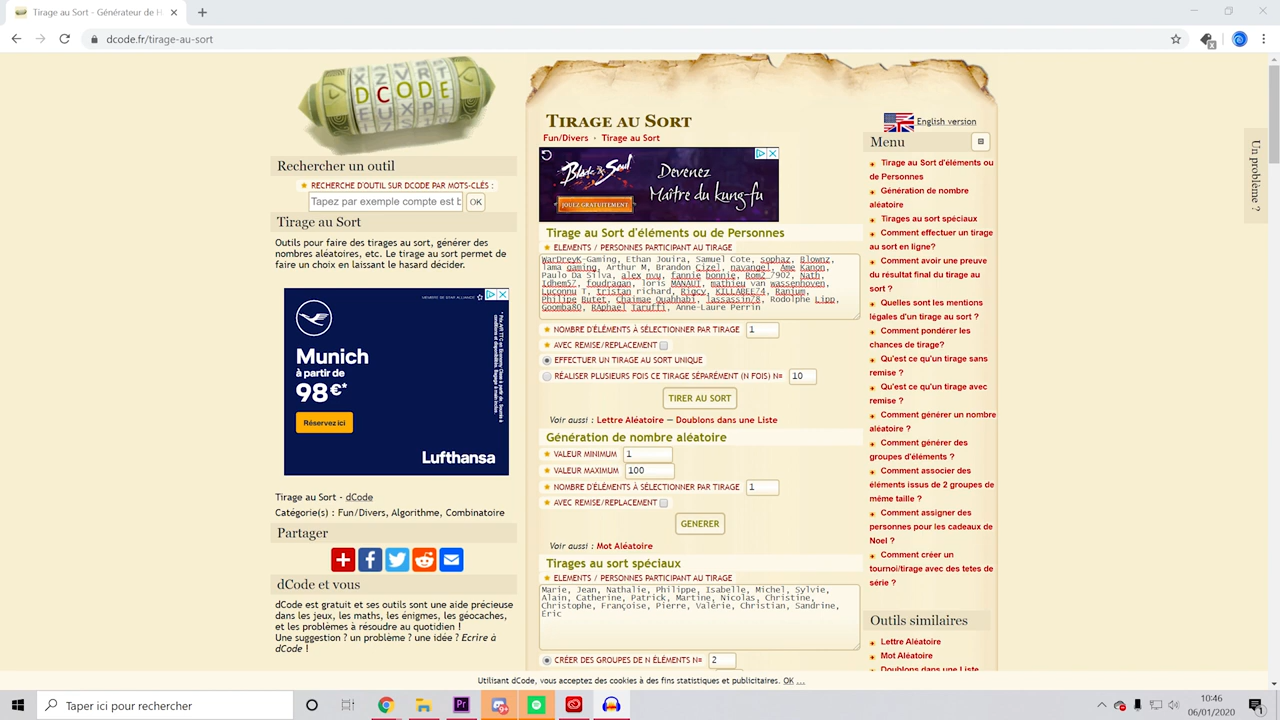 Tirage au Sort - Générateur de H
dcode.fr/tirage-au-sort
DCODE
Rechercher un outil
RECHERCHE D'OUTIL SUR DCODE PAR MOTS-CLÉS :
Tapez par exemple compte est b
OK
Tirage au Sort
Outils pour faire des tirages au sort, générer des
nombres aléatoires, etc. Le tirage au sort permet de
faire un choix en laissant le hasard décider.
MEMBRE DE STAR ALLIANCE
Munich
à partir de
98€*
Réservez ici
Lufthansa
Tirage au Sort - dCode
Catégorie(s) : Fun/Divers, Algorithme, Combinatoire
Partager
dCode et vous
dCode est gratuit et ses outils sont une aide précieuse
dans les jeux, les maths, les énigmes, les géocaches,
et les problèmes à résoudre au quotidien !
Une suggestion ? un problème ? une idée ? Ecrire à
dCode !
TIRAGE AU SORT
Fun/Divers · Tirage au Sort
Blade & Soul
Devenez
Maître du kung-fu
JOUEZ GRATUITEMENT
Tirage au Sort d'éléments ou de Personnes
ELEMENTS / PERSONNES PARTICIPANT AU TIRAGE
WarDreyK-Gaming, Ethan Jouira, Samuel Cote, sophaz, Blownz,
lama gaming, Arthur M, Brandon Cizel, navangel, Ame Kanon,
Paulo Da Silva, alex nvu, fannie bonnie, Rom2 7902, Nath,
Idhem57, foudragan, loris MANAUT, mathieu van wassenhoven,
Luconnu T, tristan richard, Rigcy, KILLABEE74, Ranium,
Philipe Butet, Chaimae Ouahhabi, lassassin78, Rodolphe Lipp,
Goomba80, RAphael Taruffi, Anne-Laure Perrin
NOMBRE D'ÉLÉMENTS À SÉLECTIONNER PAR TIRAGE 1
AVEC REMISE/REPLACEMENT
EFFECTUER UN TIRAGE AU SORT UNIQUE
RÉALISER PLUSIEURS FOIS CE TIRAGE SÉPARÉMENT (N FOIS) N= 10
TIRER AU SORT
Voir aussi : Lettre Aléatoire — Doublons dans une Liste
Génération de nombre aléatoire
VALEUR MINIMUM 1
VALEUR MAXIMUM 100
NOMBRE D'ÉLÉMENTS À SÉLECTIONNER PAR TIRAGE 1
AVEC REMISE/REPLACEMENT
GENERER
Voir aussi : Mot Aléatoire
Tirages au sort spéciaux
ELEMENTS / PERSONNES PARTICIPANT AU TIRAGE
Marie, Jean, Nathalie, Philippe, Isabelle, Michel, Sylvie,
Alain, Catherine, Patrick, Martine, Nicolas, Christine,
Christophe, Françoise, Pierre, Valérie, Christian, Sandrine,
Éric
CRÉER DES GROUPES DE N ÉLÉMENTS N= 2
English version
Menu
Tirage au Sort d'éléments ou
de Personnes
Génération de nombre
aléatoire
Tirages au sort spéciaux
Comment effectuer un tirage
au sort en ligne?
Comment avoir une preuve
du résultat final du tirage au
sort ?
Quelles sont les mentions
légales d'un tirage au sort ?
Comment pondérer les
chances de tirage?
Qu'est ce qu'un tirage sans
remise ?
Qu'est ce qu'un tirage avec
remise ?
Comment générer un nombre
aléatoire ?
Comment générer des
groupes d'éléments ?
Comment associer des
éléments issus de 2 groupes de
même taille ?
Comment assigner des
personnes pour les cadeaux de
Noel ?
Comment créer un
tournoi/tirage avec des tetes de
série ?
Outils similaires
Lettre Aléatoire
Mot Aléatoire
Doublons dans une Liste
Un problème ?
Utilisant dCode, vous acceptez des cookies à des fins statistiques et publicitaires. OK ...
Taper ici pour rechercher
10:46
06/01/2020